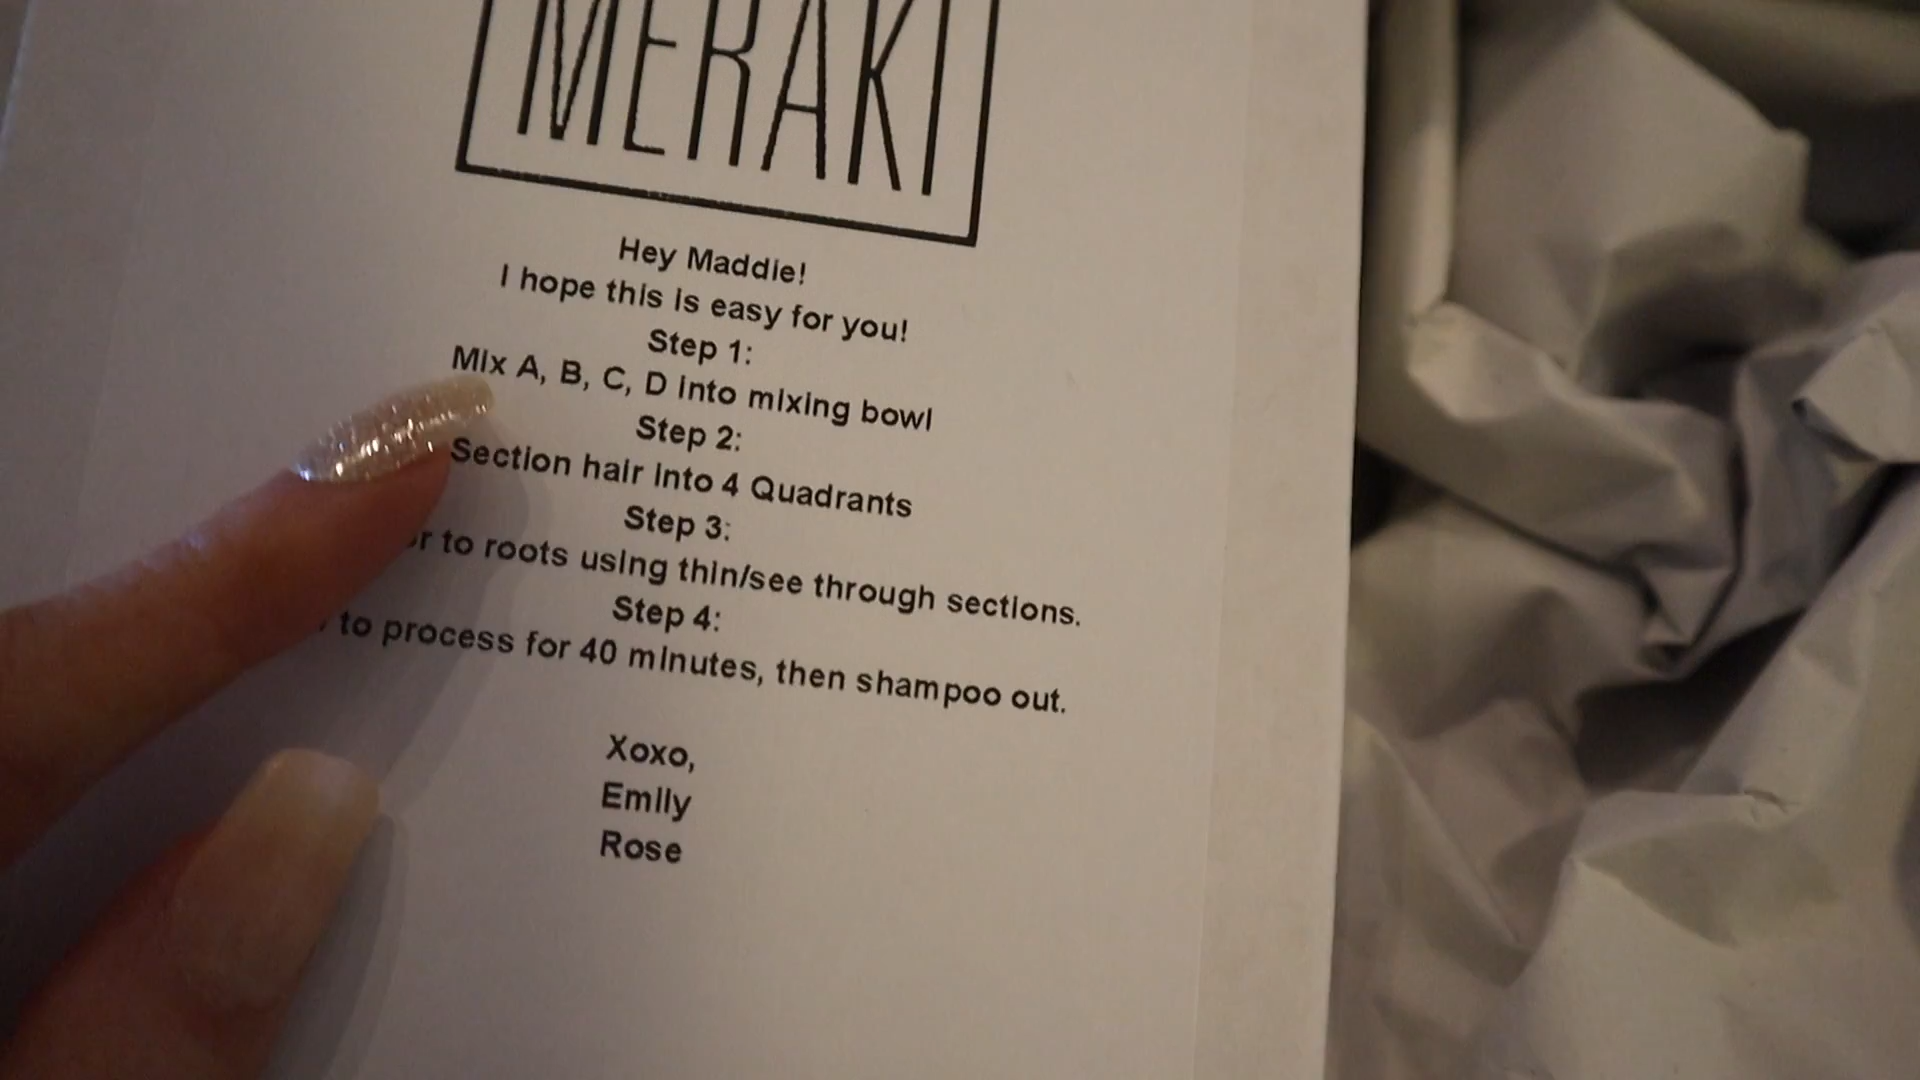 MERAKI
Hey Maddie!
I hope this is easy for you!
Step 1:
Mix A, B, C, D into mixing bowl
Step 2:
Section hair into 4 Quadrants
Step 3:
to roots using thin/see through sections.
Step 4:
to process for 40 minutes, then shampoo out.
Xoxo,
Emily
Rose